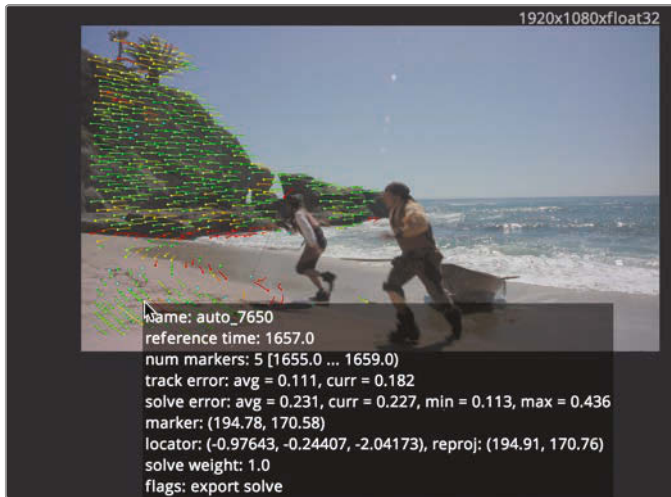 1920x1080xfloat32
name: auto_7650
reference time: 1657.0
num markers: 5 [1655.0 ... 1659.0)
track error: avg = 0.111, curr = 0.182
solve error: avg = 0.231, curr = 0.227, min = 0.113, max = 0.436
marker: (194.78, 170.58)
locator: (-0.97643, -0.24407, -2.04173), reproj: (194.91, 170.76)
solve weight: 1.0
flags: export solve